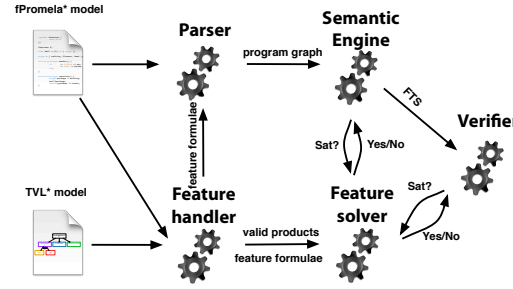 fPromela* model
Parser
Semantic
Engine
program graph
feature formulae
FTS
Verifier
Sat?
Yes/No
TVL* model
Feature
handler
valid products
feature formulae
Feature
solver
Sat?
Yes/No